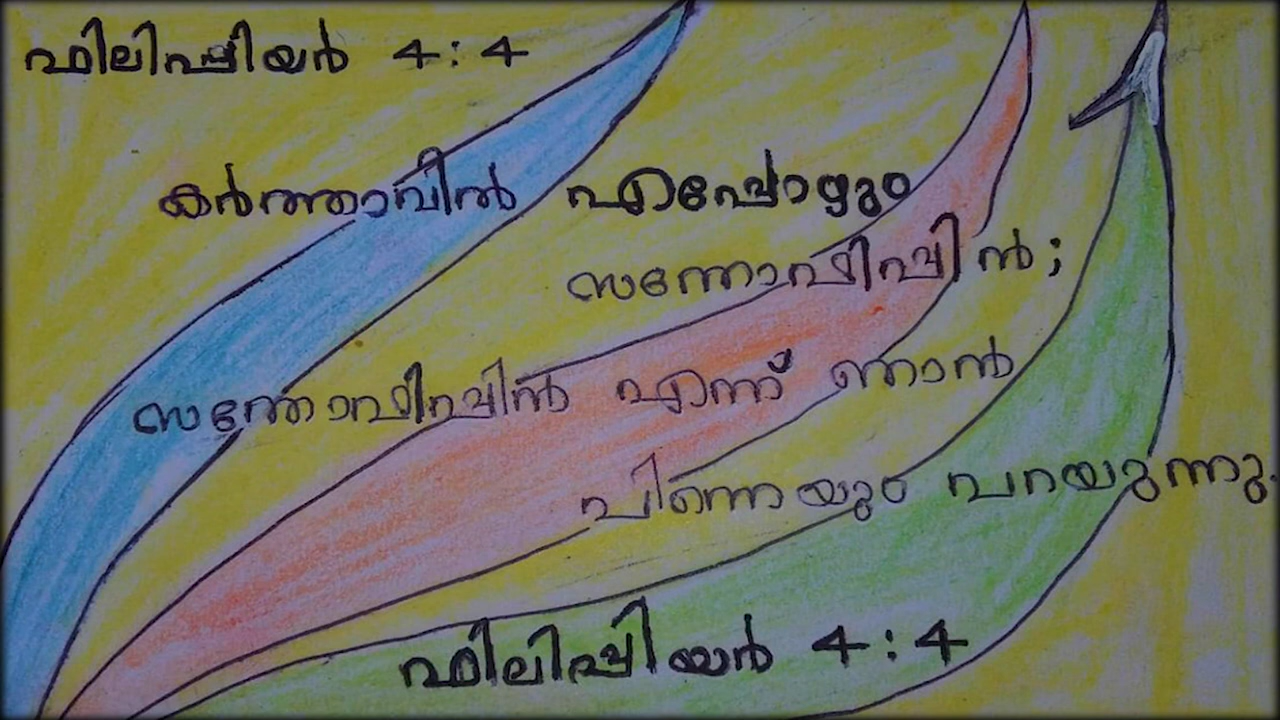 ഫിലിപ്പിയർ 4:4
കർത്താവിൽ എപ്പോഴും
സന്തോഷിപ്പിൻ;
സന്തോഷിപ്പിൻ എന്ന് ഞാൻ
പിന്നെയും പറയുന്നു.
ഫിലിപ്പിയർ 4:4